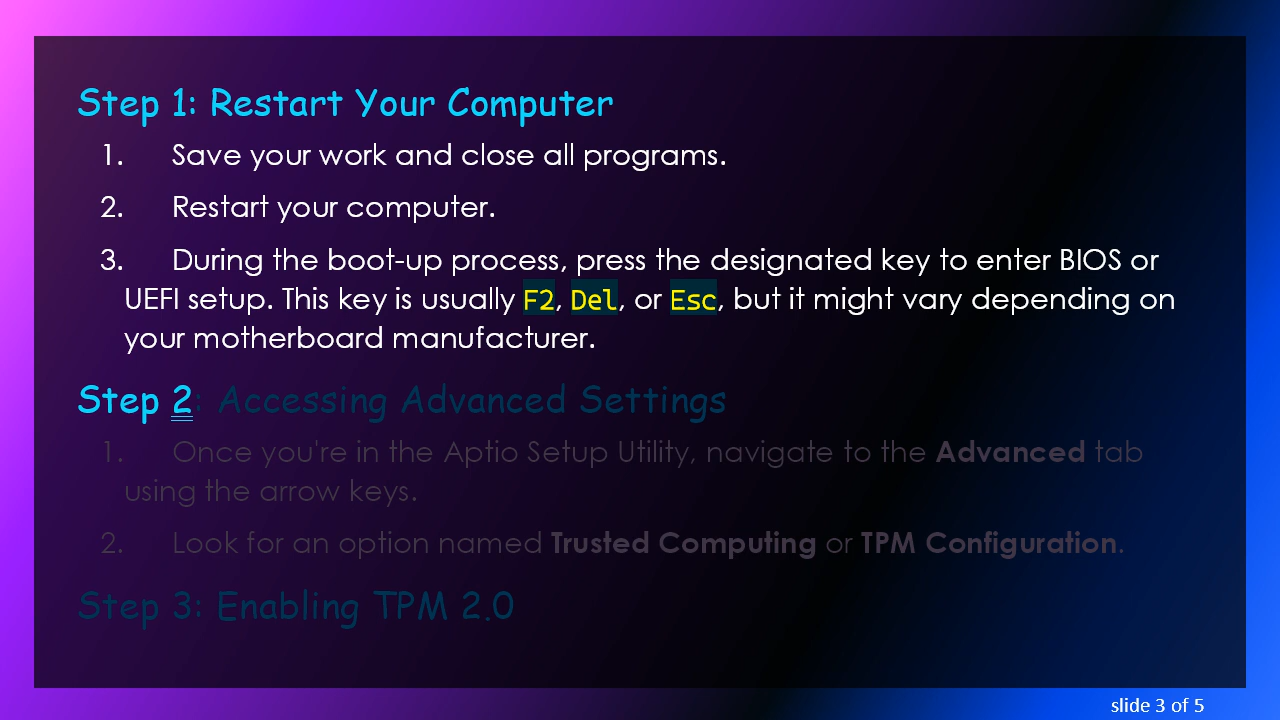 Step 1: Restart Your Computer
1. Save your work and close all programs.
2. Restart your computer.
3. During the boot-up process, press the designated key to enter BIOS or
UEFI setup. This key is usually F2, Del, or Esc, but it might vary depending on
your motherboard manufacturer.
Step 2: Accessing Advanced Settings
1. Once you're in the Aptio Setup Utility, navigate to the Advanced tab
using the arrow keys.
2. Look for an option named Trusted Computing or TPM Configuration.
Step 3: Enabling TPM 2.0
slide 3 of 5